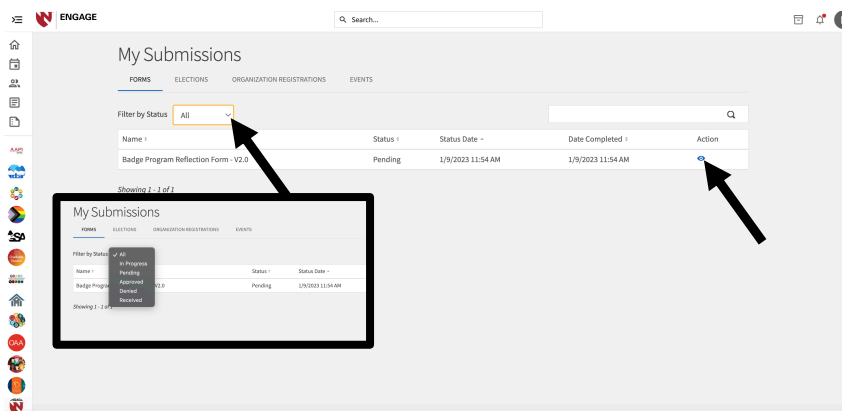 ENGAGE
Search...
My Submissions
FORMS ELECTIONS ORGANIZATION REGISTRATIONS EVENTS
Filter by Status All
Name Status Status Date Date Completed Action
Badge Program Reflection Form - V2.0 Pending 1/9/2023 11:54 AM 1/9/2023 11:54 AM
Showing 1 - 1 of 1
My Submissions
FORMS ELECTIONS ORGANIZATION REGISTRATIONS EVENTS
Filter by Status ✓ All
In Progress
Pending
Approved
Denied
Received
Name Status Status Date
Badge Progra V2.0 Pending 1/9/2023 11:54 AM
Showing 1 - 1 of 1
OAA